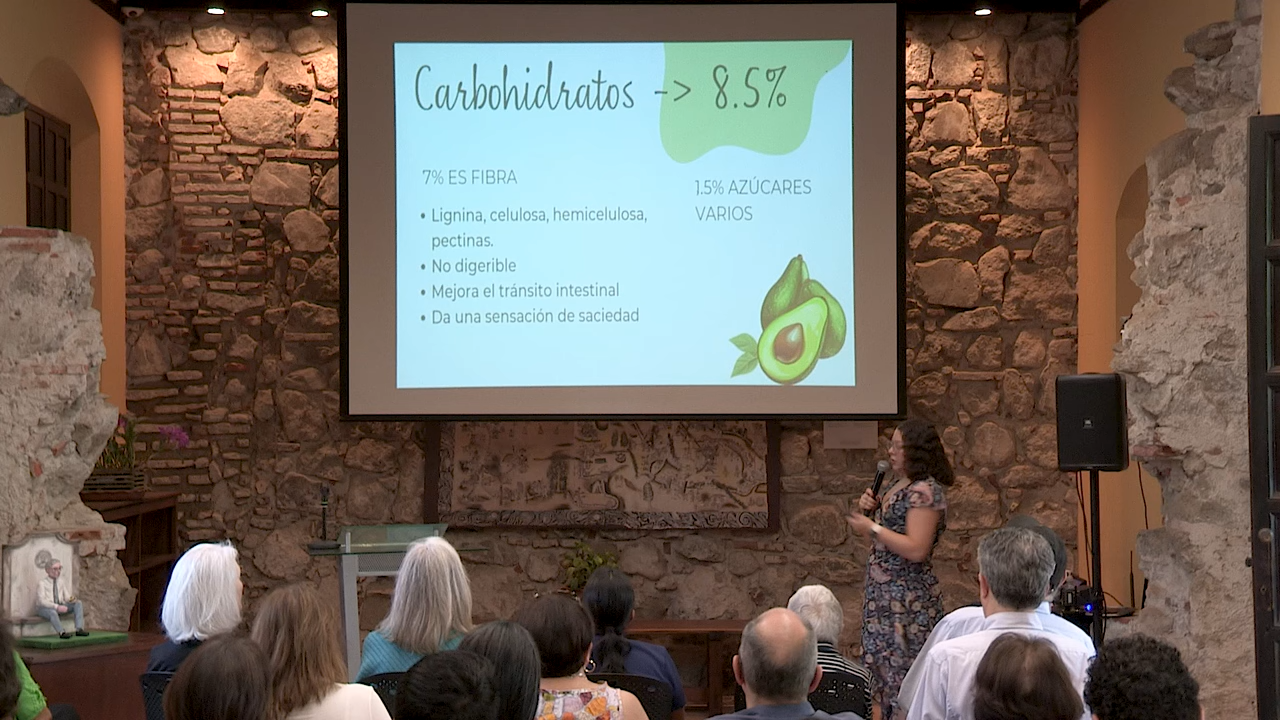 Carbohidratos -> 8.5%
7% ES FIBRA
• Lignina, celulosa, hemicelulosa,
pectinas.
• No digerible
• Mejora el tránsito intestinal
• Da una sensación de saciedad
1.5% AZÚCARES
VARIOS